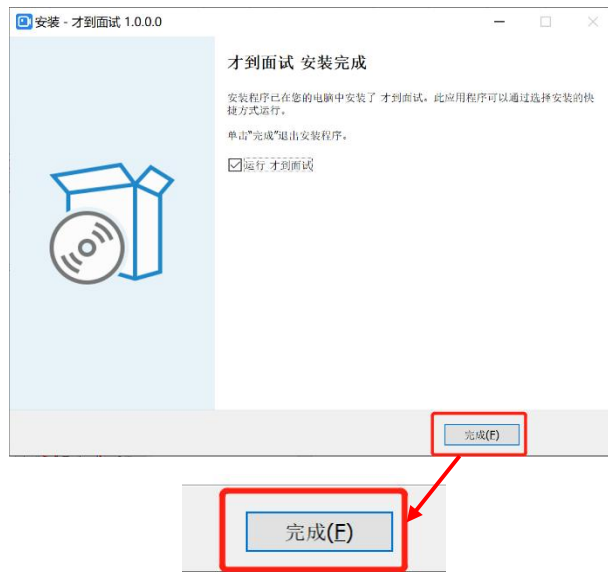 安装 - 才到面试 1.0.0.0
才到面试 安装完成
安装程序已在您的电脑中安装了 才到面试。此应用程序可以通过选择安装的快
捷方式运行。
单击"完成"退出安装程序。
运行 才到面试
完成(F)
完成(F)